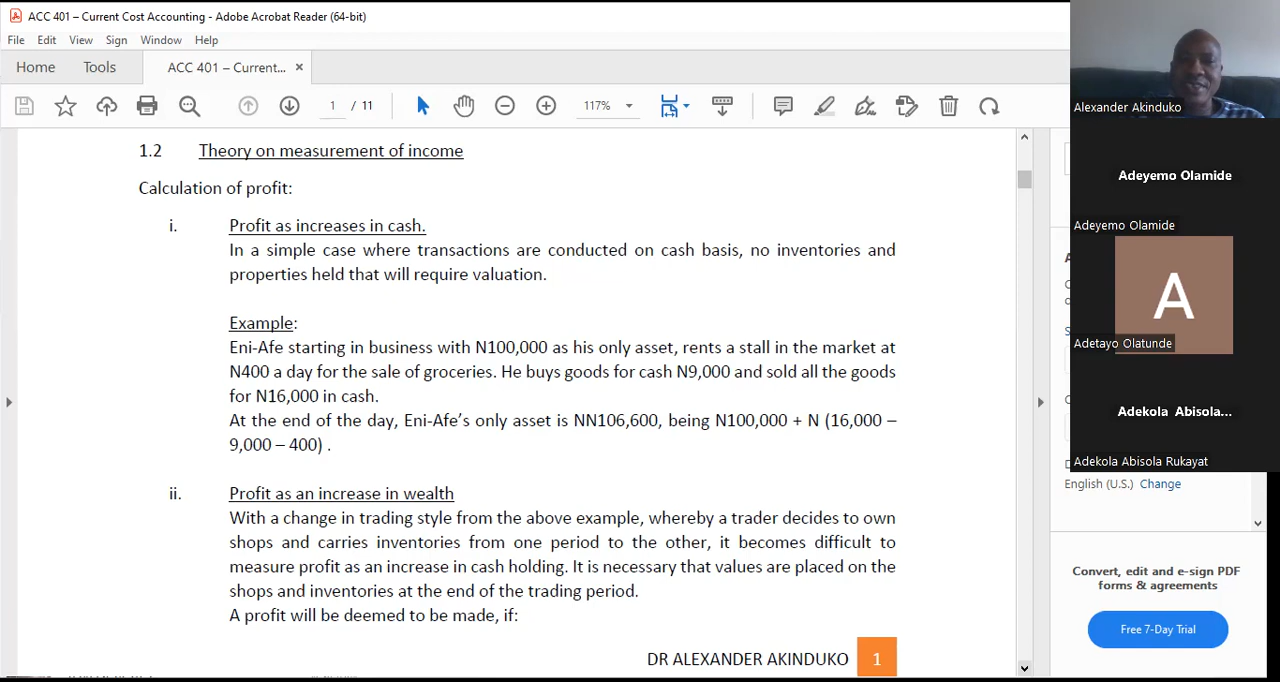 ACC 401 – Current Cost Accounting - Adobe Acrobat Reader (64-bit)
File Edit View Sign Window Help
Home Tools ACC 401 – Current... ×
1 / 11 117%
1.2 Theory on measurement of income
Calculation of profit:
i. Profit as increases in cash.
In a simple case where transactions are conducted on cash basis, no inventories and
properties held that will require valuation.
Example:
Eni-Afe starting in business with N100,000 as his only asset, rents a stall in the market at
N400 a day for the sale of groceries. He buys goods for cash N9,000 and sold all the goods
for N16,000 in cash.
At the end of the day, Eni-Afe's only asset is NN106,600, being N100,000 + N (16,000 –
9,000 – 400) .
ii. Profit as an increase in wealth
With a change in trading style from the above example, whereby a trader decides to own
shops and carries inventories from one period to the other, it becomes difficult to
measure profit as an increase in cash holding. It is necessary that values are placed on the
shops and inventories at the end of the trading period.
A profit will be deemed to be made, if:
DR ALEXANDER AKINDUKO 1
Alexander Akinduko
Adeyemo Olamide
Adeyemo Olamide
A
Adetayo Olatunde
Adekola Abisola...
Adekola Abisola Rukayat
English (U.S.) Change
Convert, edit and e-sign PDF
forms & agreements
Free 7-Day Trial